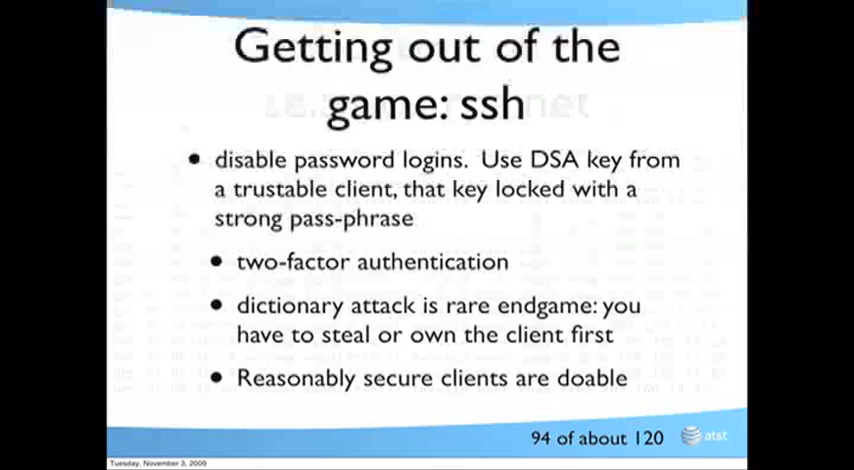 Getting out of the
game: ssh
• disable password logins. Use DSA key from
a trustable client, that key locked with a
strong pass-phrase
• two-factor authentication
• dictionary attack is rare endgame: you
have to steal or own the client first
• Reasonably secure clients are doable
94 of about 120
at&t
Tuesday, November 3, 2009